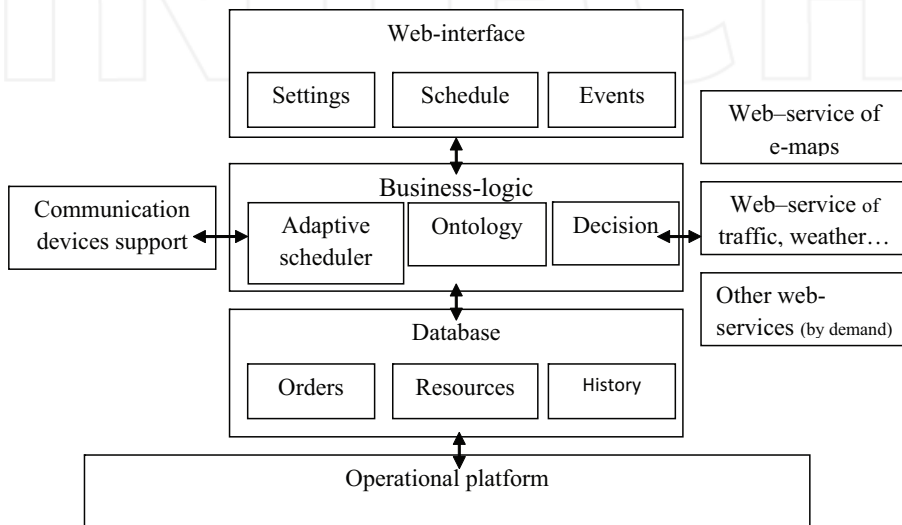 Web-interface
Settings
Schedule
Events
Web–service of
e-maps
Business-logic
Communication
devices support
Adaptive
scheduler
Ontology
Decision
Web–service of
traffic, weather…
Other web-
services (by demand)
Database
Orders
Resources
History
Operational platform